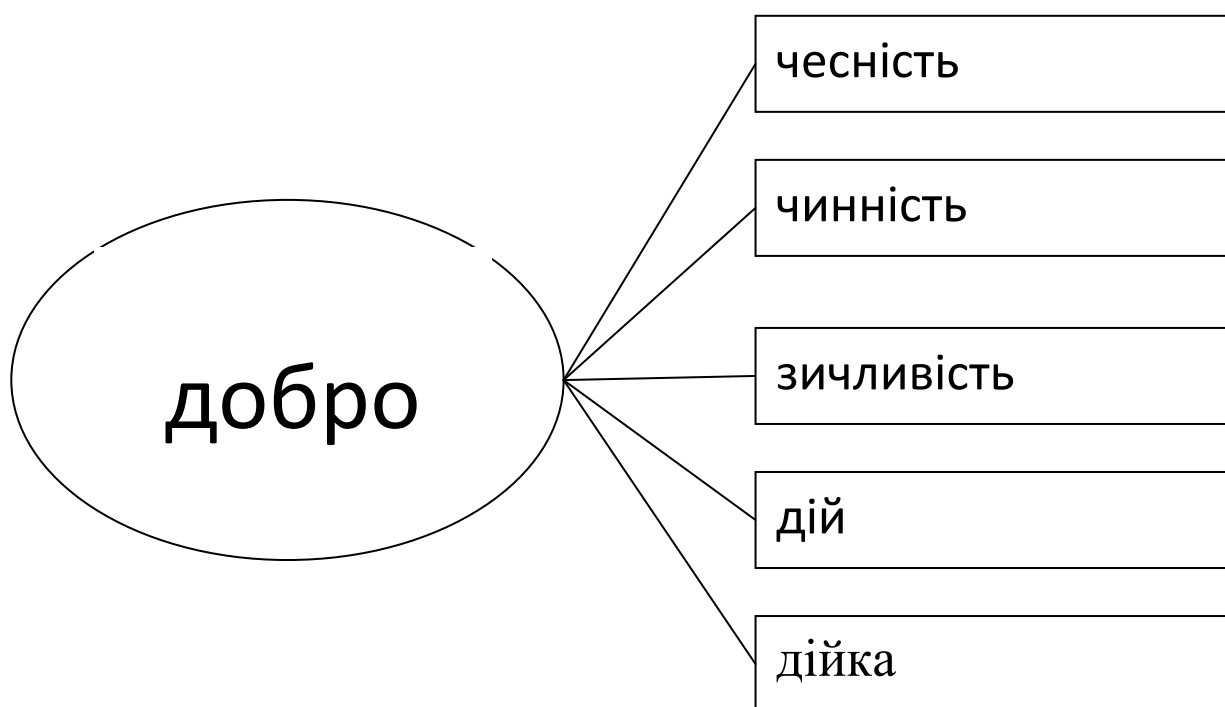 добро
чесність
чинність
зичливість
дій
дійка